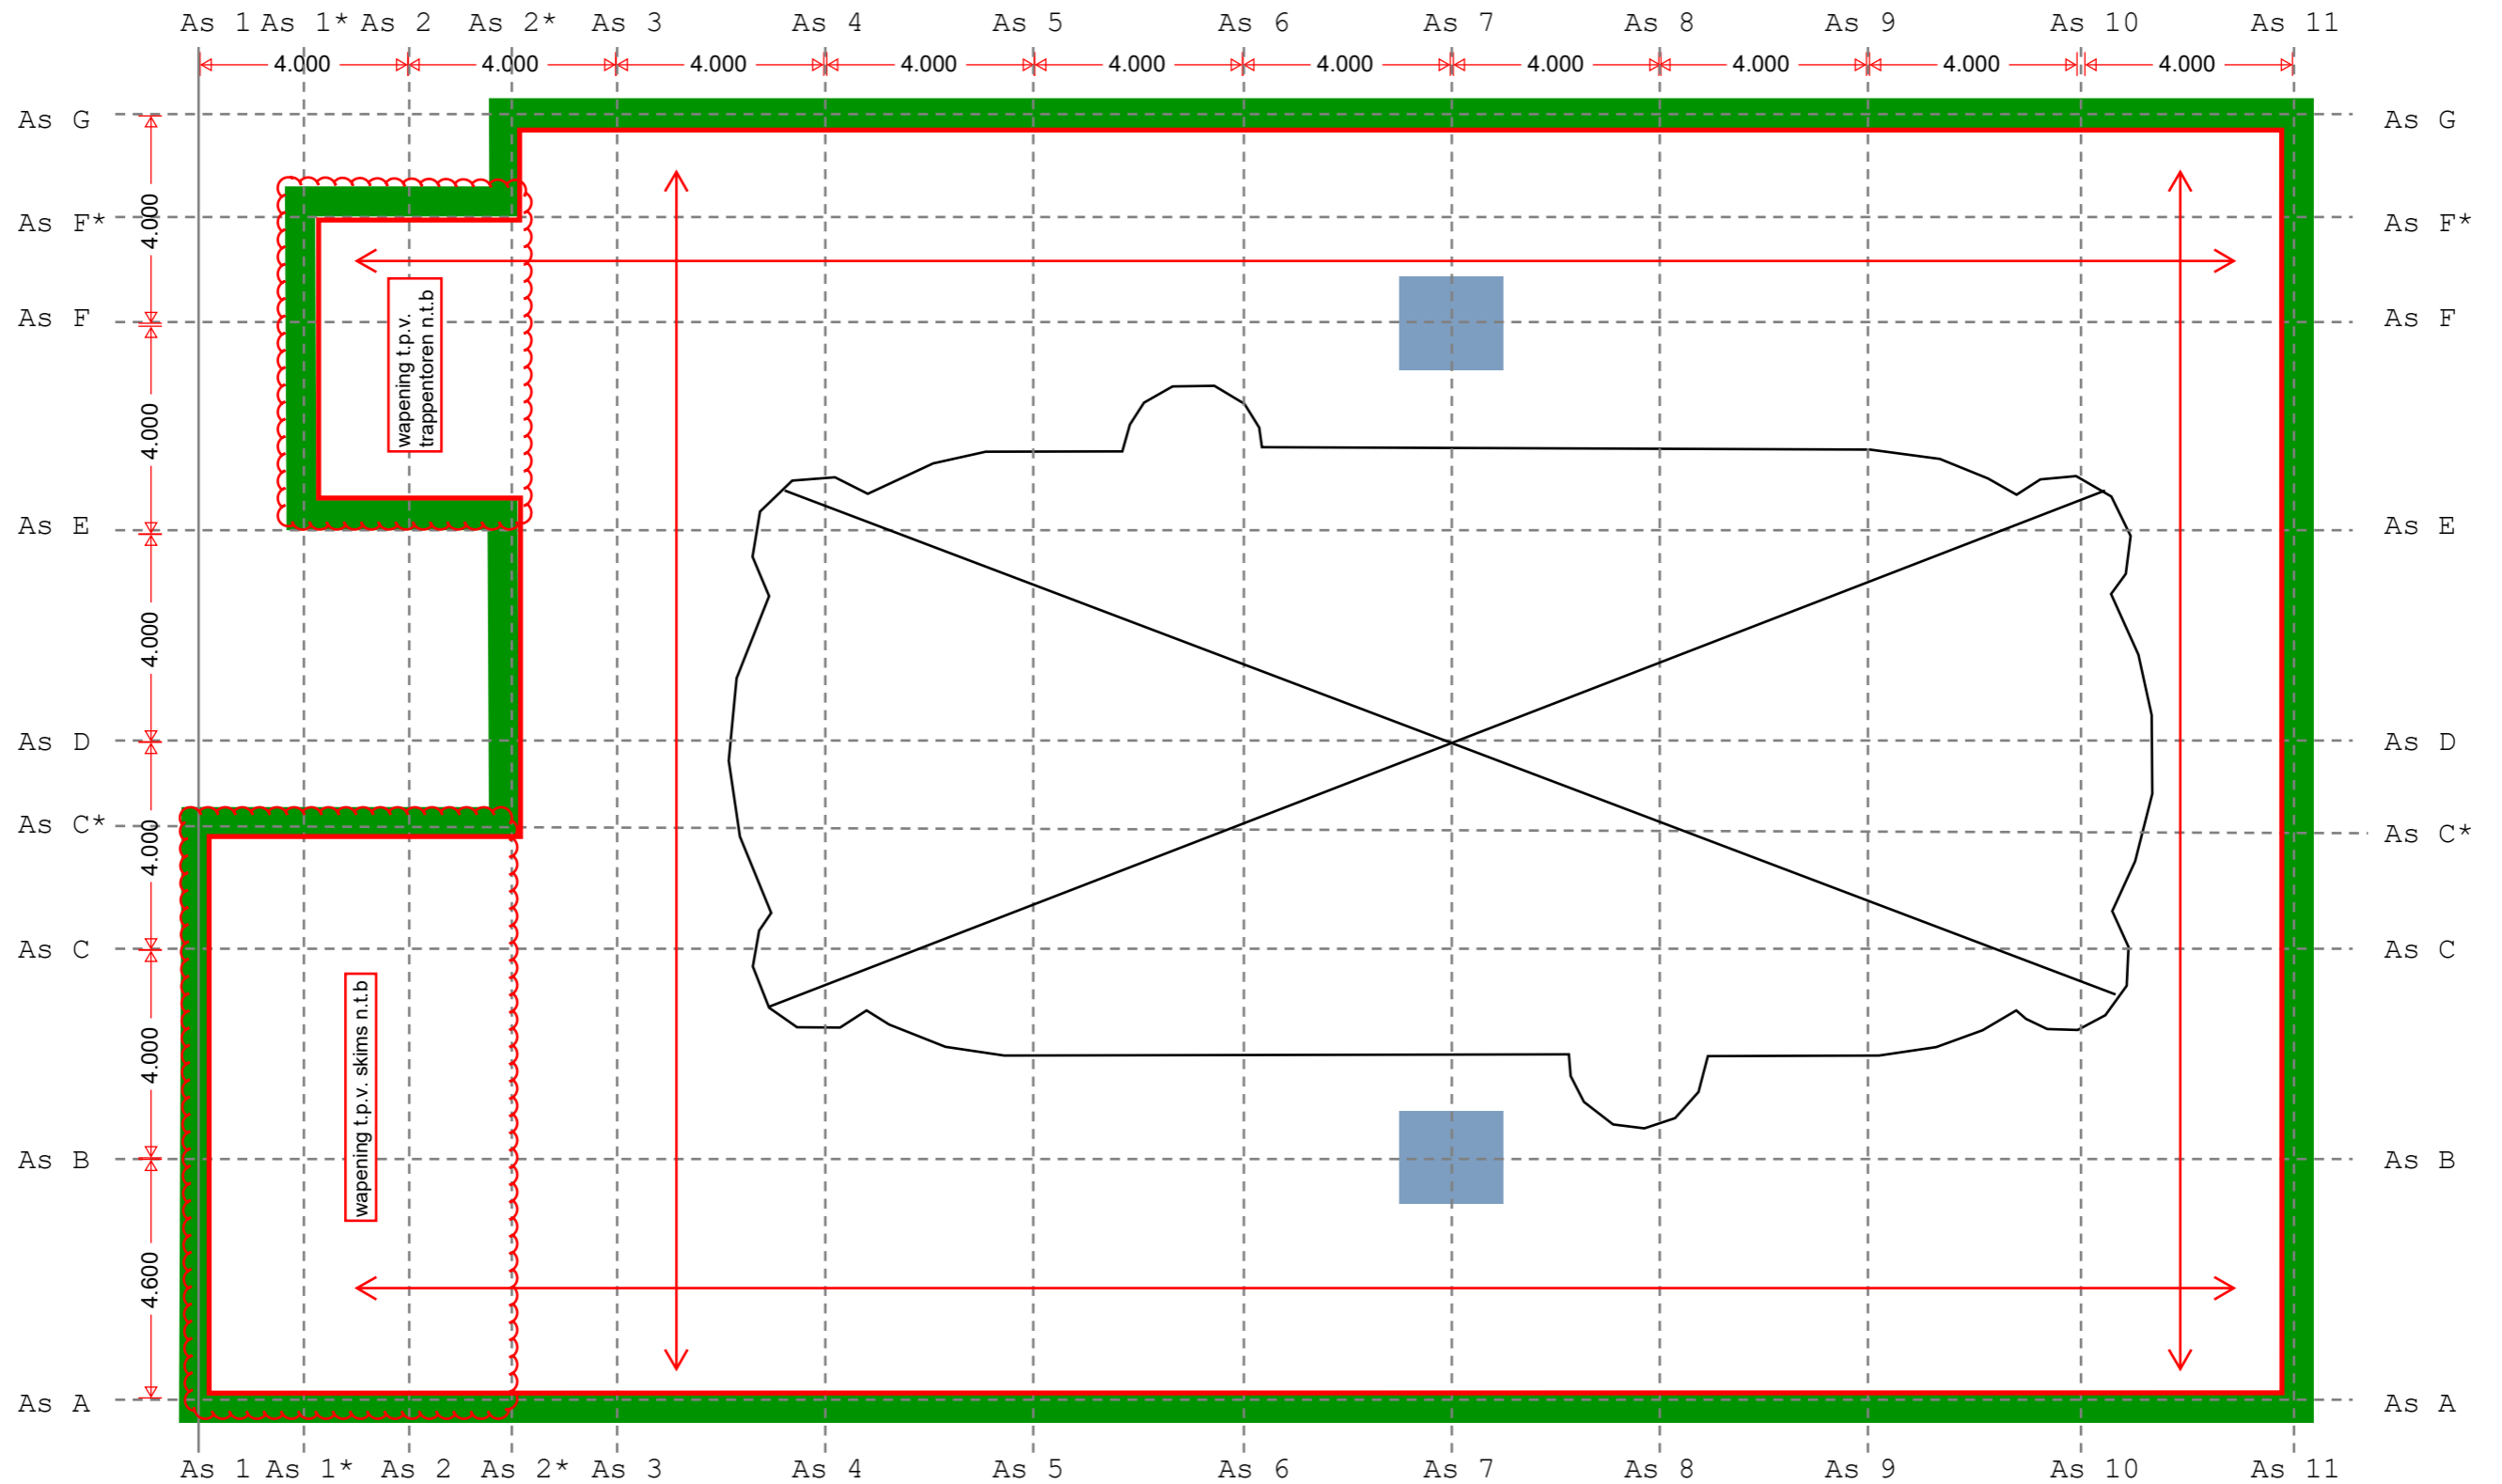 As 1 As 1* As 2 As 2* As 3 As 4 As 5 As 6 As 7 As 8 As 9 As 10 As 11
4.000 4.000 4.000 4.000 4.000 4.000 4.000 4.000 4.000 4.000
As G As G
4.000
As F* As F*
As F As F
wapening t.p.v.
trappentoren n.t.b
4.000
As E As E
4.000
As D As D
As C* As C*
4.000
As C As C
wapening t.p.v. skims n.t.b
4.000
As B As B
4.600
As A As A
As 1 As 1* As 2 As 2* As 3 As 4 As 5 As 6 As 7 As 8 As 9 As 10 As 11